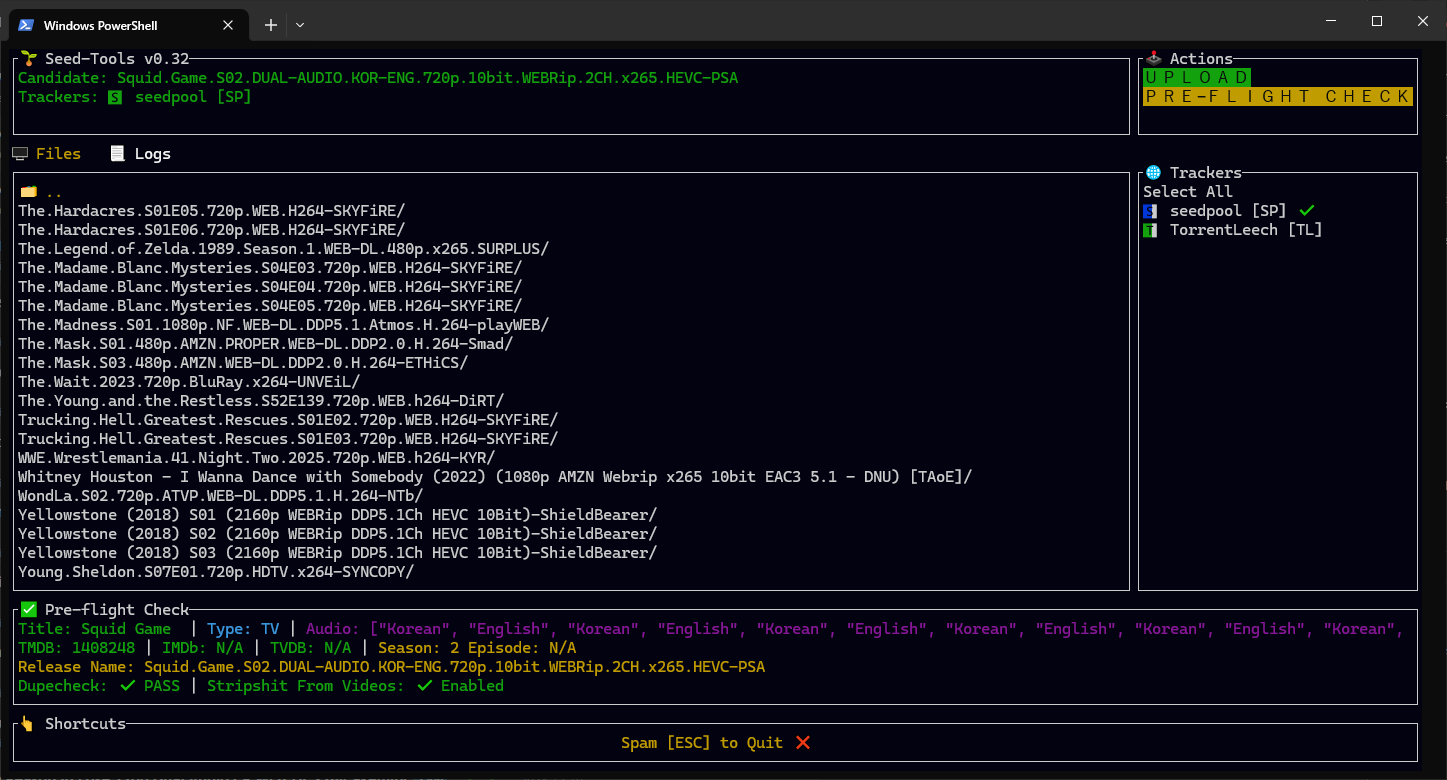 Windows PowerShell
Seed-Tools v0.32
Candidate: Squid.Game.S02.DUAL-AUDIO.KOR-ENG.720p.10bit.WEBRip.2CH.x265.HEVC-PSA
Trackers: S seedpool [SP]
Actions
UPLOAD
PRE-FLIGHT CHECK
Files Logs
..
The.Hardacres.S01E05.720p.WEB.H264-SKYFiRE/
The.Hardacres.S01E06.720p.WEB.H264-SKYFiRE/
The.Legend.of.Zelda.1989.Season.1.WEB-DL.480p.x265.SURPLUS/
The.Madame.Blanc.Mysteries.S04E03.720p.WEB.H264-SKYFiRE/
The.Madame.Blanc.Mysteries.S04E04.720p.WEB.H264-SKYFiRE/
The.Madame.Blanc.Mysteries.S04E05.720p.WEB.H264-SKYFiRE/
The.Madness.S01.1080p.NF.WEB-DL.DDP5.1.Atmos.H.264-playWEB/
The.Mask.S01.480p.AMZN.PROPER.WEB-DL.DDP2.0.H.264-Smad/
The.Mask.S03.480p.AMZN.WEB-DL.DDP2.0.H.264-ETHiCS/
The.Wait.2023.720p.BluRay.x264-UNVEiL/
The.Young.and.the.Restless.S52E139.720p.WEB.h264-DiRT/
Trucking.Hell.Greatest.Rescues.S01E02.720p.WEB.H264-SKYFiRE/
Trucking.Hell.Greatest.Rescues.S01E03.720p.WEB.H264-SKYFiRE/
WWE.Wrestlemania.41.Night.Two.2025.720p.WEB.h264-KYR/
Whitney Houston - I Wanna Dance with Somebody (2022) (1080p AMZN Webrip x265 10bit EAC3 5.1 - DNU) [TAoE]/
WondLa.S02.720p.ATVP.WEB-DL.DDP5.1.H.264-NTb/
Yellowstone (2018) S01 (2160p WEBRip DDP5.1Ch HEVC 10Bit)-ShieldBearer/
Yellowstone (2018) S02 (2160p WEBRip DDP5.1Ch HEVC 10Bit)-ShieldBearer/
Yellowstone (2018) S03 (2160p WEBRip DDP5.1Ch HEVC 10Bit)-ShieldBearer/
Young.Sheldon.S07E01.720p.HDTV.x264-SYNCOPY/
Trackers
Select All
S seedpool [SP] ✓
T TorrentLeech [TL]
Pre-flight Check
Title: Squid Game | Type: TV | Audio: ["Korean", "English", "Korean", "English", "Korean", "English", "Korean", "English", "Korean", "English", "Korean",
TMDB: 1408248 | IMDb: N/A | TVDB: N/A | Season: 2 Episode: N/A
Release Name: Squid.Game.S02.DUAL-AUDIO.KOR-ENG.720p.10bit.WEBRip.2CH.x265.HEVC-PSA
Dupecheck: ✓ PASS | Stripshit From Videos: ✓ Enabled
Shortcuts
Spam [ESC] to Quit ❌